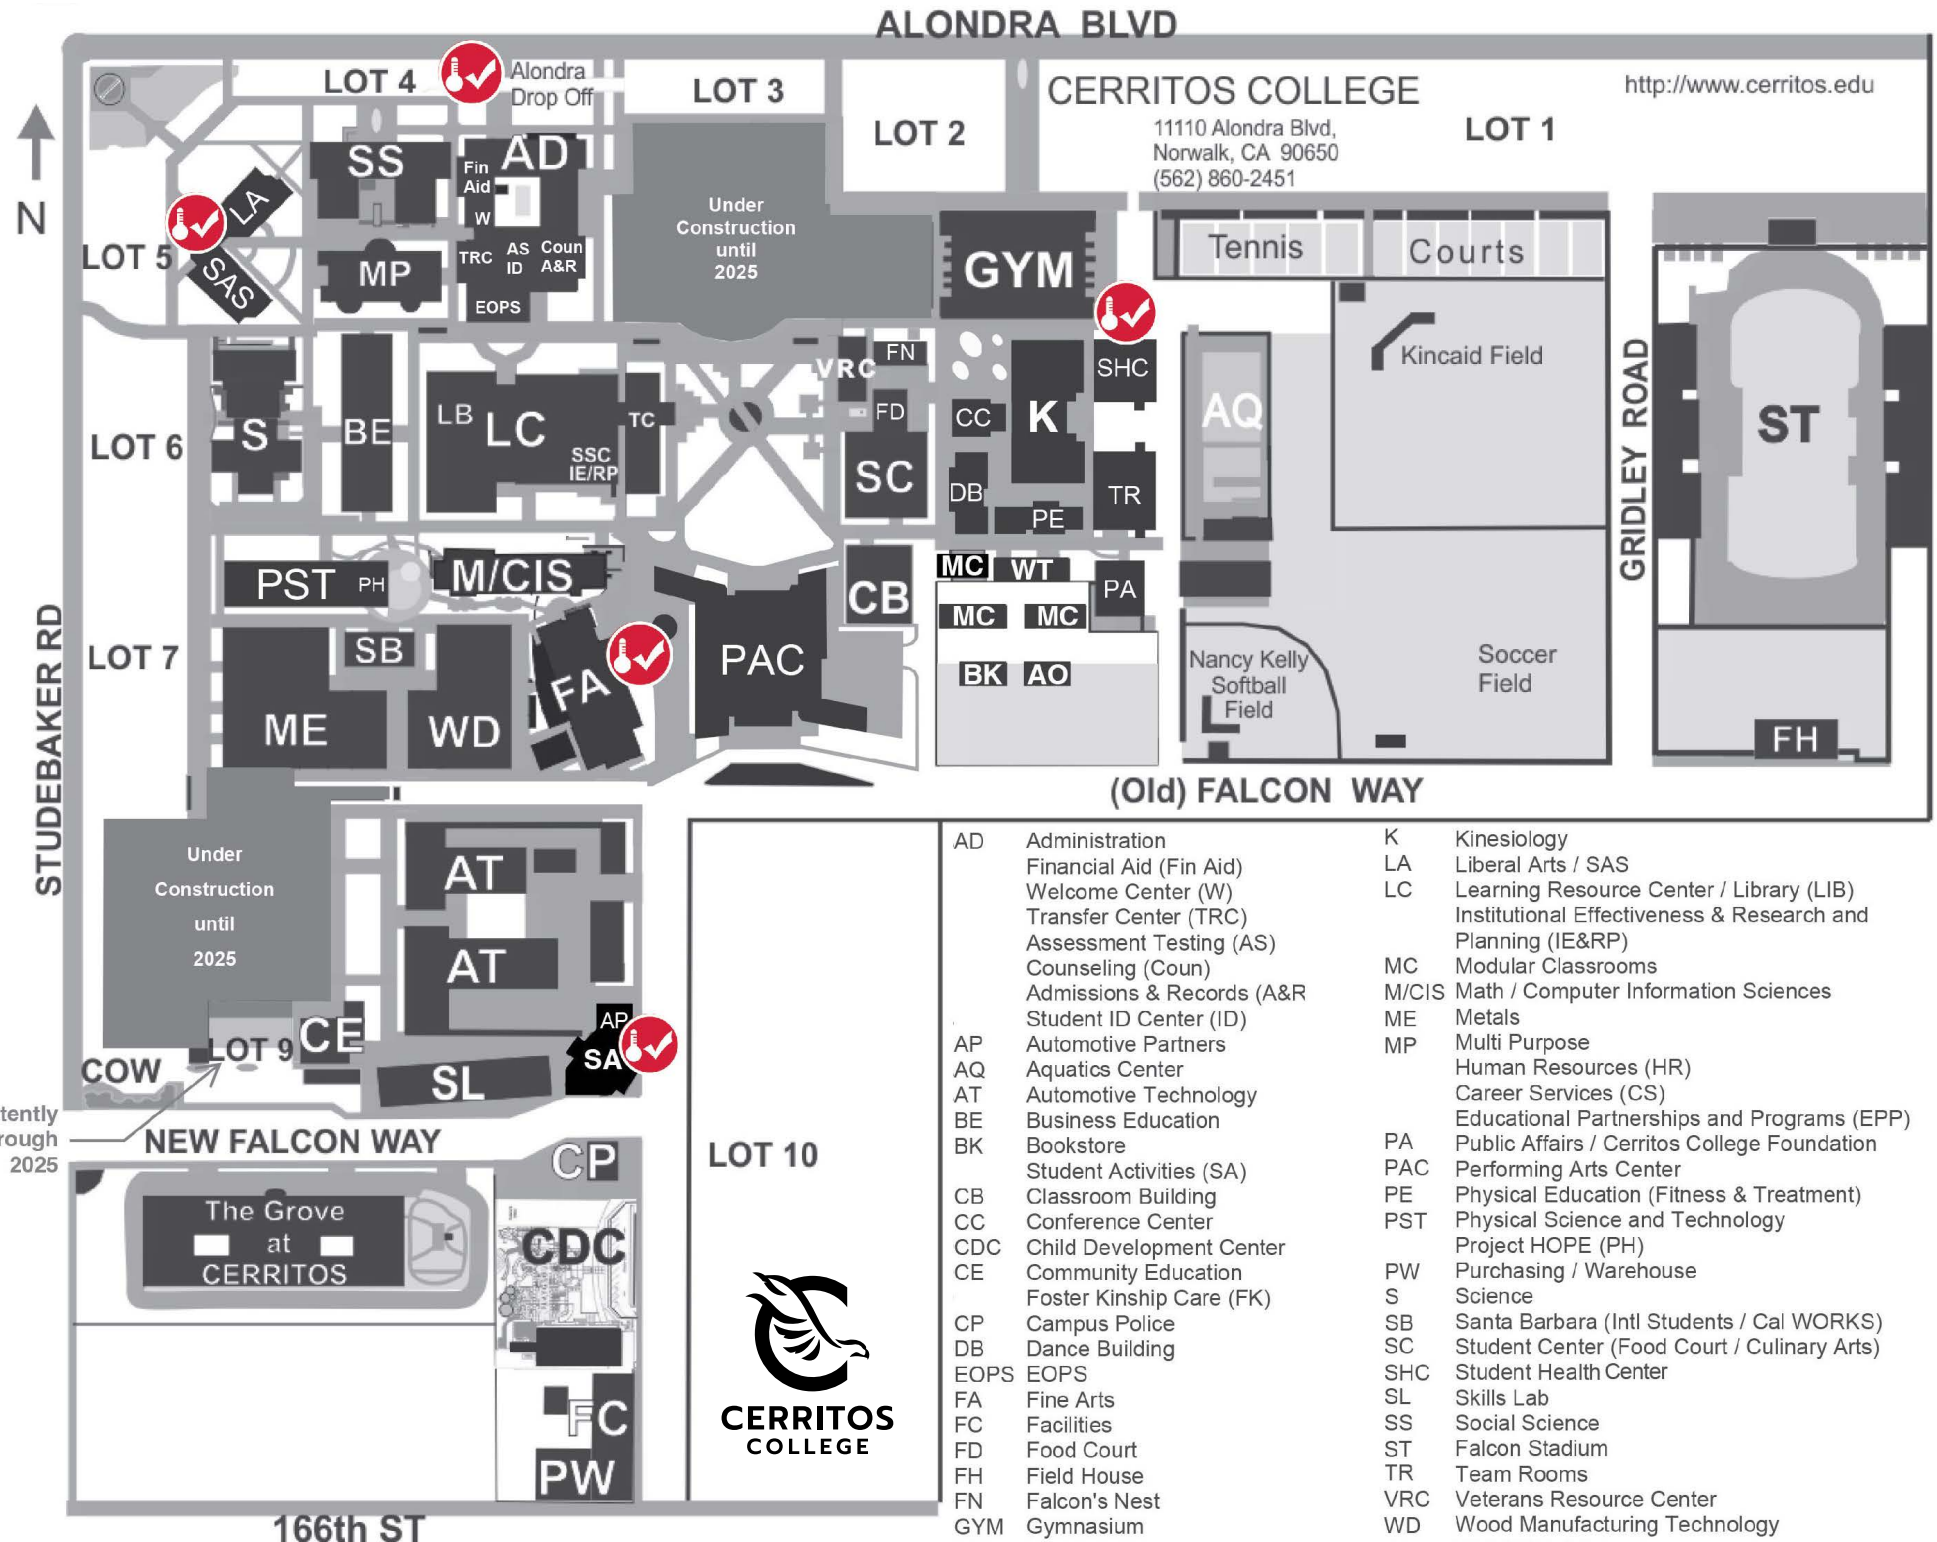 ALONDRA BLVD
LOT 4
Alondra
Drop Off
LOT 3
LOT 2
CERRITOS COLLEGE
11110 Alondra Blvd,
Norwalk, CA 90650
(562) 860-2451
LOT 1
http://www.cerritos.edu
N
SS
Fin
Aid
AD
W
TRC
AS
ID
Coun
A&R
EOPS
LA
SAS
LOT 5
MP
Under
Construction
until
2025
GYM
Tennis
Courts
Kincaid Field
GRIDLEY ROAD
ST
LOT 6
S
BE
LB
LC
SSC
IE/RP
TC
VRC
FN
FD
SC
CC
K
SHC
DB
PE
TR
AQ
STUDEBAKER RD
LOT 7
PST
PH
M/CIS
SB
ME
WD
FA
PAC
CB
MC
WT
PA
MC
MC
BK
AO
Nancy Kelly
Softball
Field
Soccer
Field
FH
(Old) FALCON WAY
Under
Construction
until
2025
AT
AT
AP
SA
CE
LOT 9
COW
SL
tently
rough
2025
NEW FALCON WAY
CP
LOT 10
The Grove
at
CERRITOS
CDC
FC
PW
166th ST
CERRITOS
COLLEGE
AD Administration
Financial Aid (Fin Aid)
Welcome Center (W)
Transfer Center (TRC)
Assessment Testing (AS)
Counseling (Coun)
Admissions & Records (A&R
Student ID Center (ID)
AP Automotive Partners
AQ Aquatics Center
AT Automotive Technology
BE Business Education
BK Bookstore
Student Activities (SA)
CB Classroom Building
CC Conference Center
CDC Child Development Center
CE Community Education
Foster Kinship Care (FK)
CP Campus Police
DB Dance Building
EOPS EOPS
FA Fine Arts
FC Facilities
FD Food Court
FH Field House
FN Falcon's Nest
GYM Gymnasium
K Kinesiology
LA Liberal Arts / SAS
LC Learning Resource Center / Library (LIB)
Institutional Effectiveness & Research and
Planning (IE&RP)
MC Modular Classrooms
M/CIS Math / Computer Information Sciences
ME Metals
MP Multi Purpose
Human Resources (HR)
Career Services (CS)
Educational Partnerships and Programs (EPP)
PA Public Affairs / Cerritos College Foundation
PAC Performing Arts Center
PE Physical Education (Fitness & Treatment)
PST Physical Science and Technology
Project HOPE (PH)
PW Purchasing / Warehouse
S Science
SB Santa Barbara (Intl Students / Cal WORKS)
SC Student Center (Food Court / Culinary Arts)
SHC Student Health Center
SL Skills Lab
SS Social Science
ST Falcon Stadium
TR Team Rooms
VRC Veterans Resource Center
WD Wood Manufacturing Technology